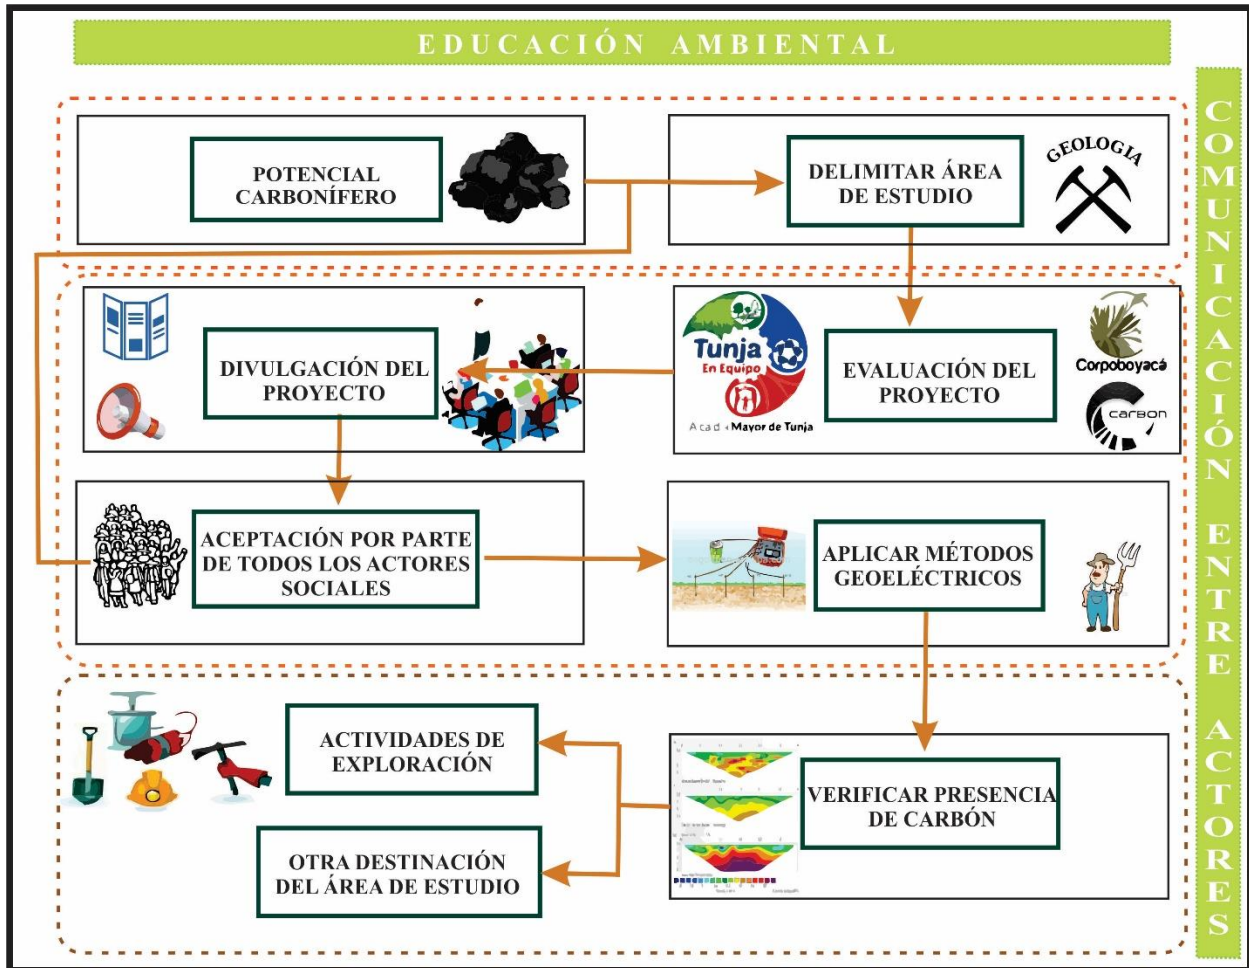 EDUCACIÓN AMBIENTAL
COMUNICACIÓN ENTRE ACTORES
POTENCIAL
CARBONÍFERO
DELIMITAR ÁREA
DE ESTUDIO
GEOLOGIA
DIVULGACIÓN DEL
PROYECTO
Tunja
En Equipo
Mayor de Tunja
EVALUACIÓN DEL
PROYECTO
Corpoboyacá
CARBON
ACEPTACIÓN POR PARTE
DE TODOS LOS ACTORES
SOCIALES
APLICAR MÉTODOS
GEOELÉCTRICOS
ACTIVIDADES DE
EXPLORACIÓN
VERIFICAR PRESENCIA
DE CARBÓN
OTRA DESTINACIÓN
DEL ÁREA DE ESTUDIO